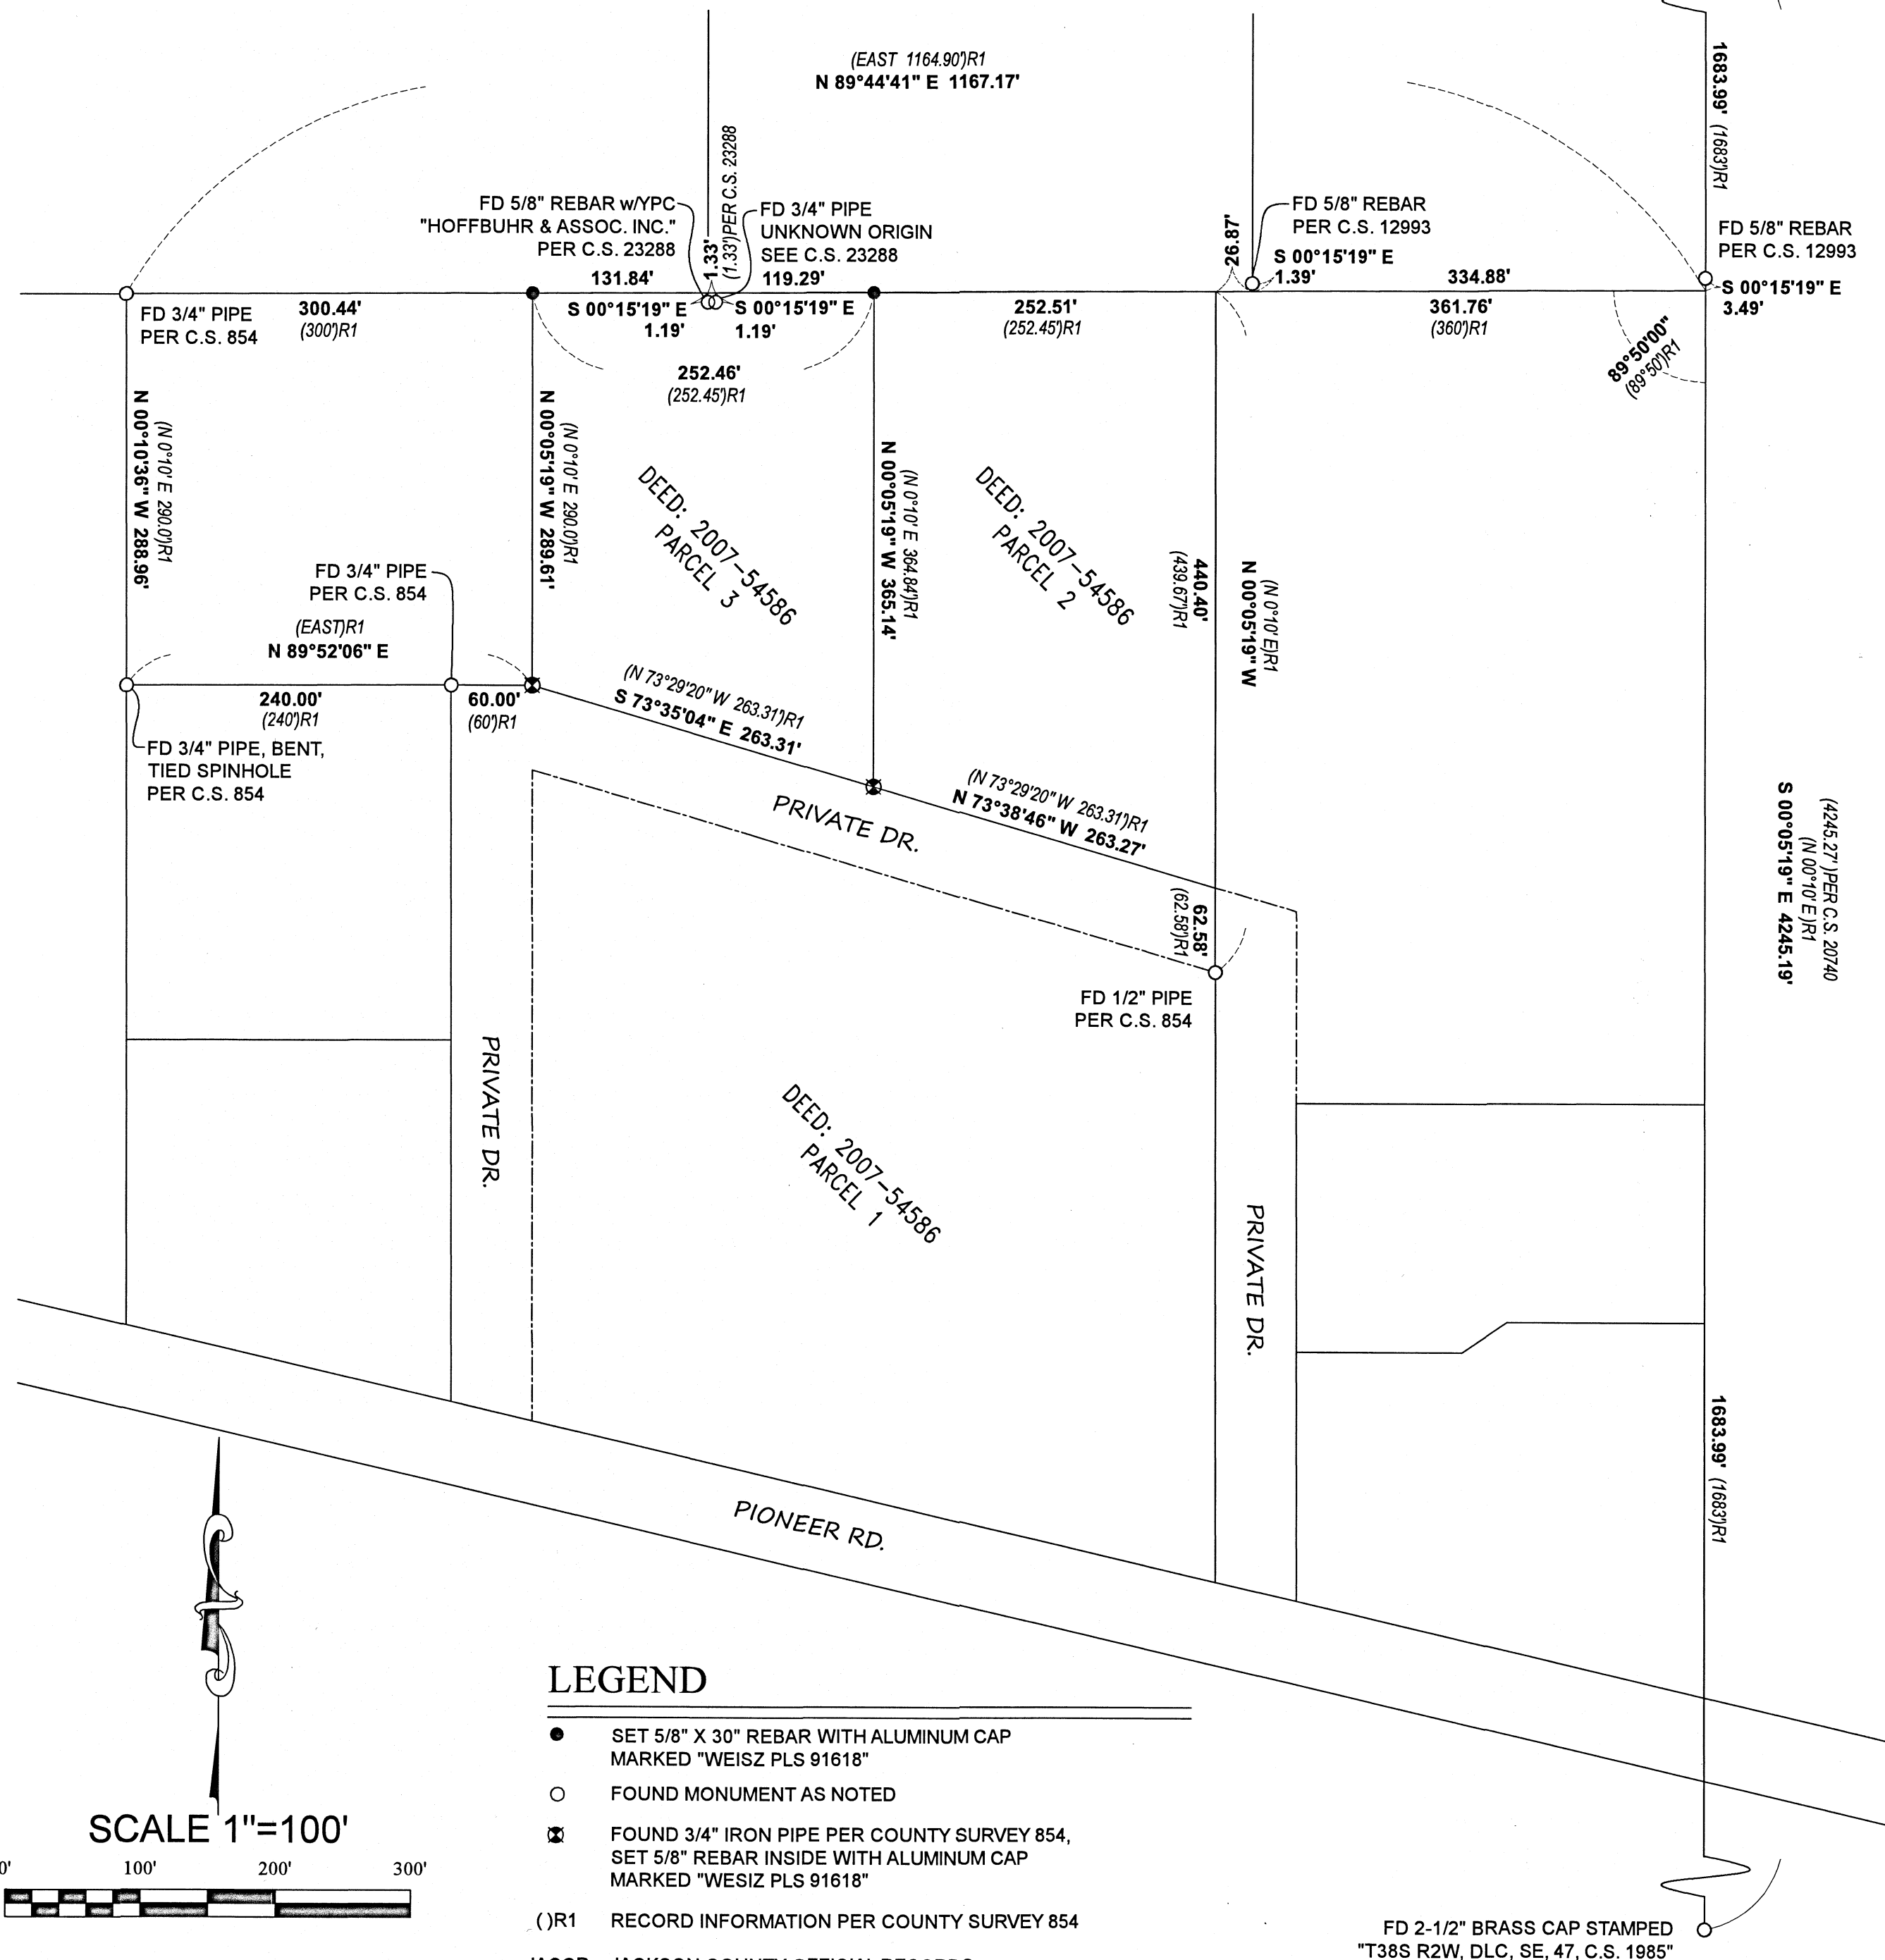 (EAST 1164.90')R1
N 89°44'41" E 1167.17'
1683.99' (1683')R1
FD 5/8" REBAR w/YPC
"HOFFBUHR & ASSOC. INC."
PER C.S. 23288
1.33'
(1.33')PER C.S. 23288
FD 3/4" PIPE
UNKNOWN ORIGIN
SEE C.S. 23288
FD 5/8" REBAR
PER C.S. 12993
FD 5/8" REBAR
PER C.S. 12993
26.87'
S 00°15'19" E
1.39'
334.88'
S 00°15'19" E
3.49'
131.84'
119.29'
FD 3/4" PIPE
PER C.S. 854
300.44'
(300')R1
S 00°15'19" E
1.19'
S 00°15'19" E
1.19'
252.51'
(252.45')R1
361.76'
(360')R1
89°50'00"
(89°50')R1
252.46'
(252.45')R1
(N 0°10' E 290.0')R1
N 00°10'36" W 288.96'
(N 0°10' E 290.0')R1
N 00°05'19" W 289.61'
DEED: 2007-54586
PARCEL 3
(N 0°10' E 364.84')R1
N 00°05'19" W 365.14'
DEED: 2007-54586
PARCEL 2
440.40'
(439.67')R1
(N 0°10' E)R1
N 00°05'19" W
FD 3/4" PIPE
PER C.S. 854
(EAST)R1
N 89°52'06" E
240.00'
(240')R1
60.00'
(60')R1
(N 73°29'20" W 263.31')R1
S 73°35'04" E 263.31'
FD 3/4" PIPE, BENT,
TIED SPINHOLE
PER C.S. 854
(N 73°29'20" W 263.31')R1
N 73°38'46" W 263.27'
PRIVATE DR.
(4245.27')PER C.S. 20740
(N 00°10' E)R1
S 00°05'19" E 4245.19'
62.58'
(62.58')R1
FD 1/2" PIPE
PER C.S. 854
PRIVATE DR.
DEED: 2007-54586
PARCEL 1
PRIVATE DR.
1683.99' (1683')R1
PIONEER RD.
LEGEND
SET 5/8" X 30" REBAR WITH ALUMINUM CAP
MARKED "WEISZ PLS 91618"
FOUND MONUMENT AS NOTED
FOUND 3/4" IRON PIPE PER COUNTY SURVEY 854,
SET 5/8" REBAR INSIDE WITH ALUMINUM CAP
MARKED "WESIZ PLS 91618"
( )R1 RECORD INFORMATION PER COUNTY SURVEY 854
SCALE 1"=100'
0' 100' 200' 300'
FD 2-1/2" BRASS CAP STAMPED
"T38S R2W, DLC, SE, 47, C.S. 1985"